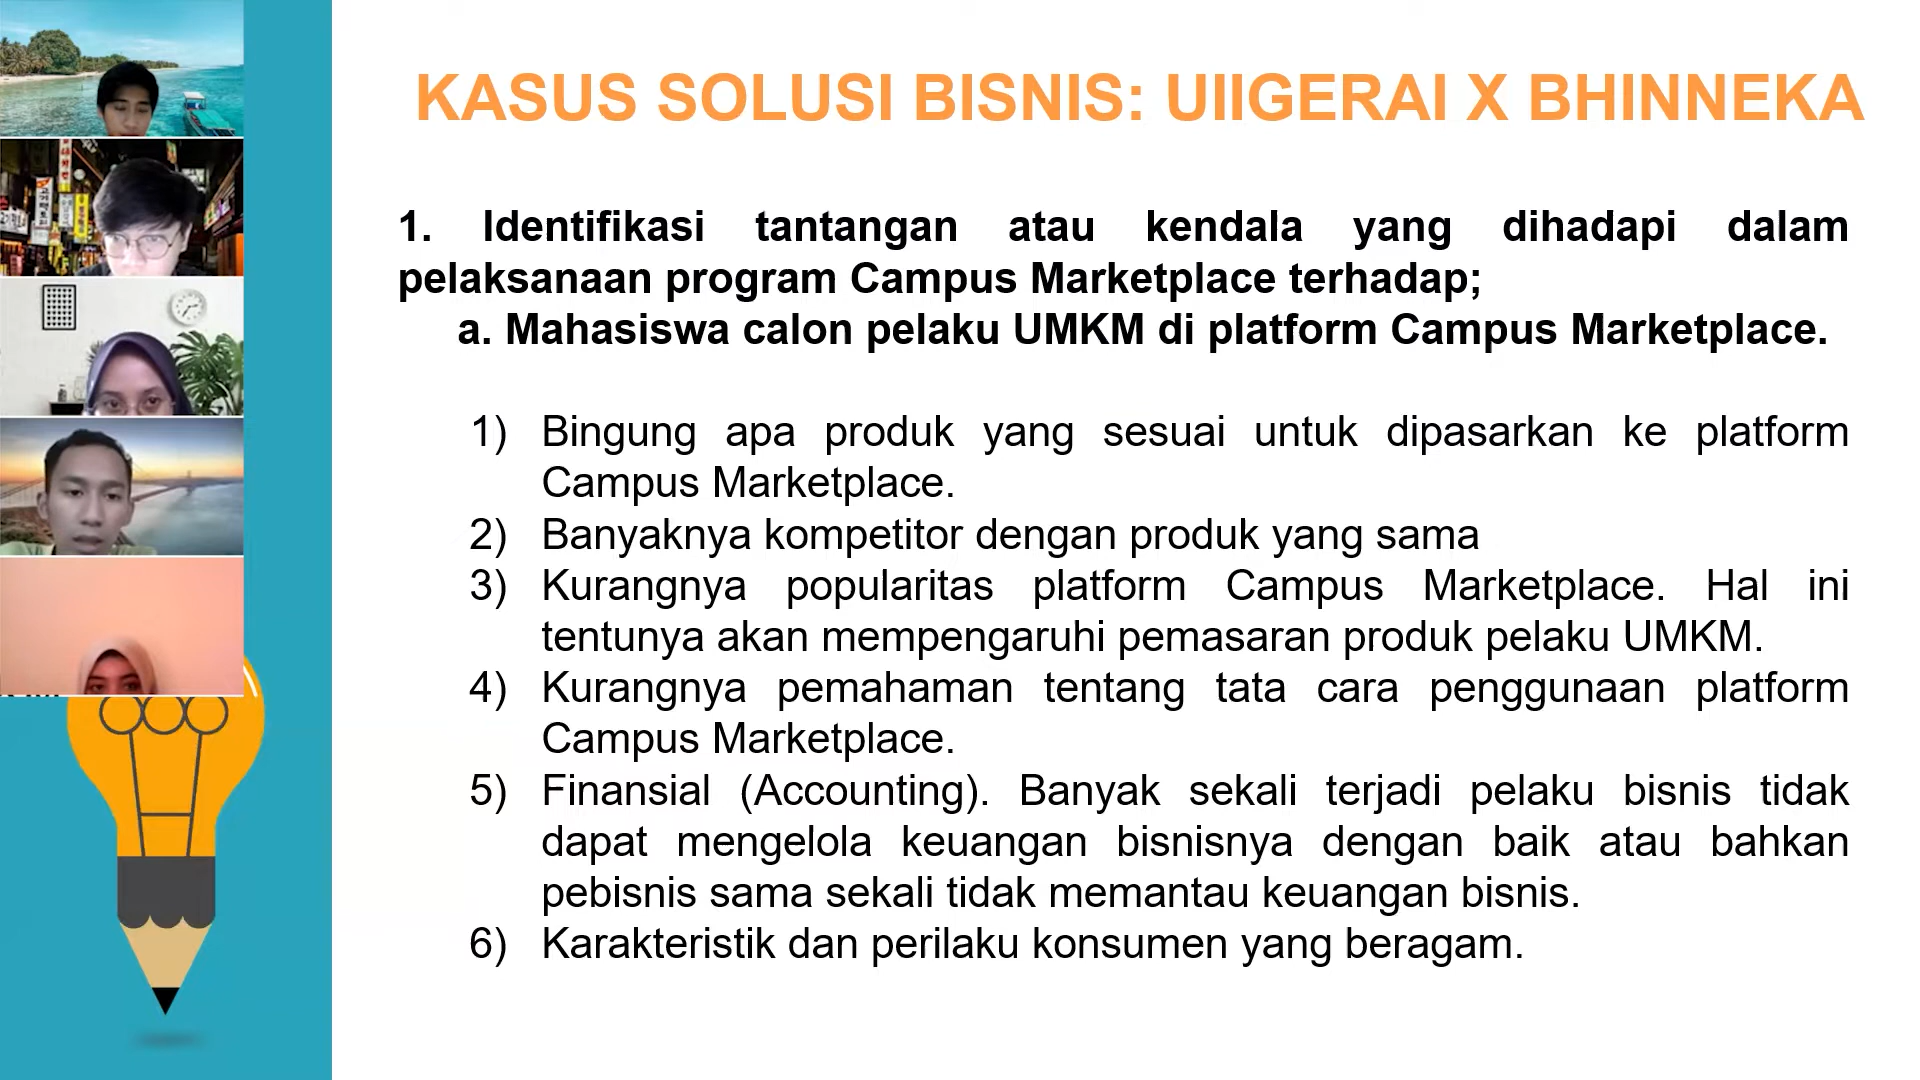 KASUS SOLUSI BISNIS: UIIGERAI X BHINNEKA
1. Identifikasi tantangan atau kendala yang dihadapi dalam
pelaksanaan program Campus Marketplace terhadap;
a. Mahasiswa calon pelaku UMKM di platform Campus Marketplace.
1) Bingung apa produk yang sesuai untuk dipasarkan ke platform
Campus Marketplace.
2) Banyaknya kompetitor dengan produk yang sama
3) Kurangnya popularitas platform Campus Marketplace. Hal ini
tentunya akan mempengaruhi pemasaran produk pelaku UMKM.
4) Kurangnya pemahaman tentang tata cara penggunaan platform
Campus Marketplace.
5) Finansial (Accounting). Banyak sekali terjadi pelaku bisnis tidak
dapat mengelola keuangan bisnisnya dengan baik atau bahkan
pebisnis sama sekali tidak memantau keuangan bisnis.
6) Karakteristik dan perilaku konsumen yang beragam.